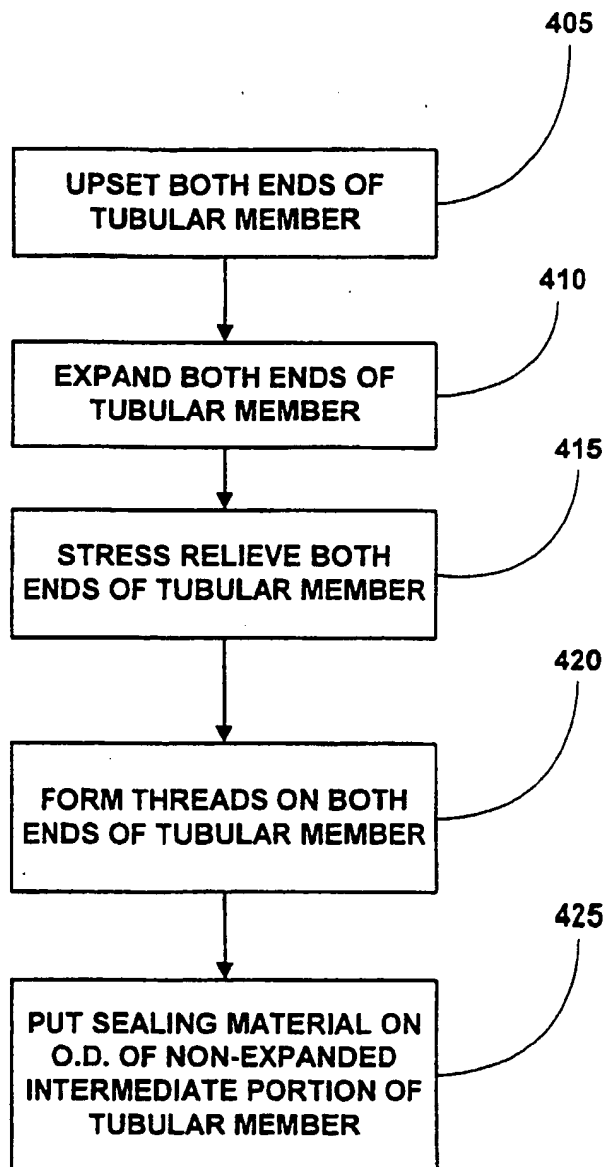 405
UPSET BOTH ENDS OF
TUBULAR MEMBER
410
EXPAND BOTH ENDS OF
TUBULAR MEMBER
415
STRESS RELIEVE BOTH
ENDS OF TUBULAR MEMBER
420
FORM THREADS ON BOTH
ENDS OF TUBULAR MEMBER
425
PUT SEALING MATERIAL ON
O.D. OF NON-EXPANDED
INTERMEDIATE PORTION OF
TUBULAR MEMBER